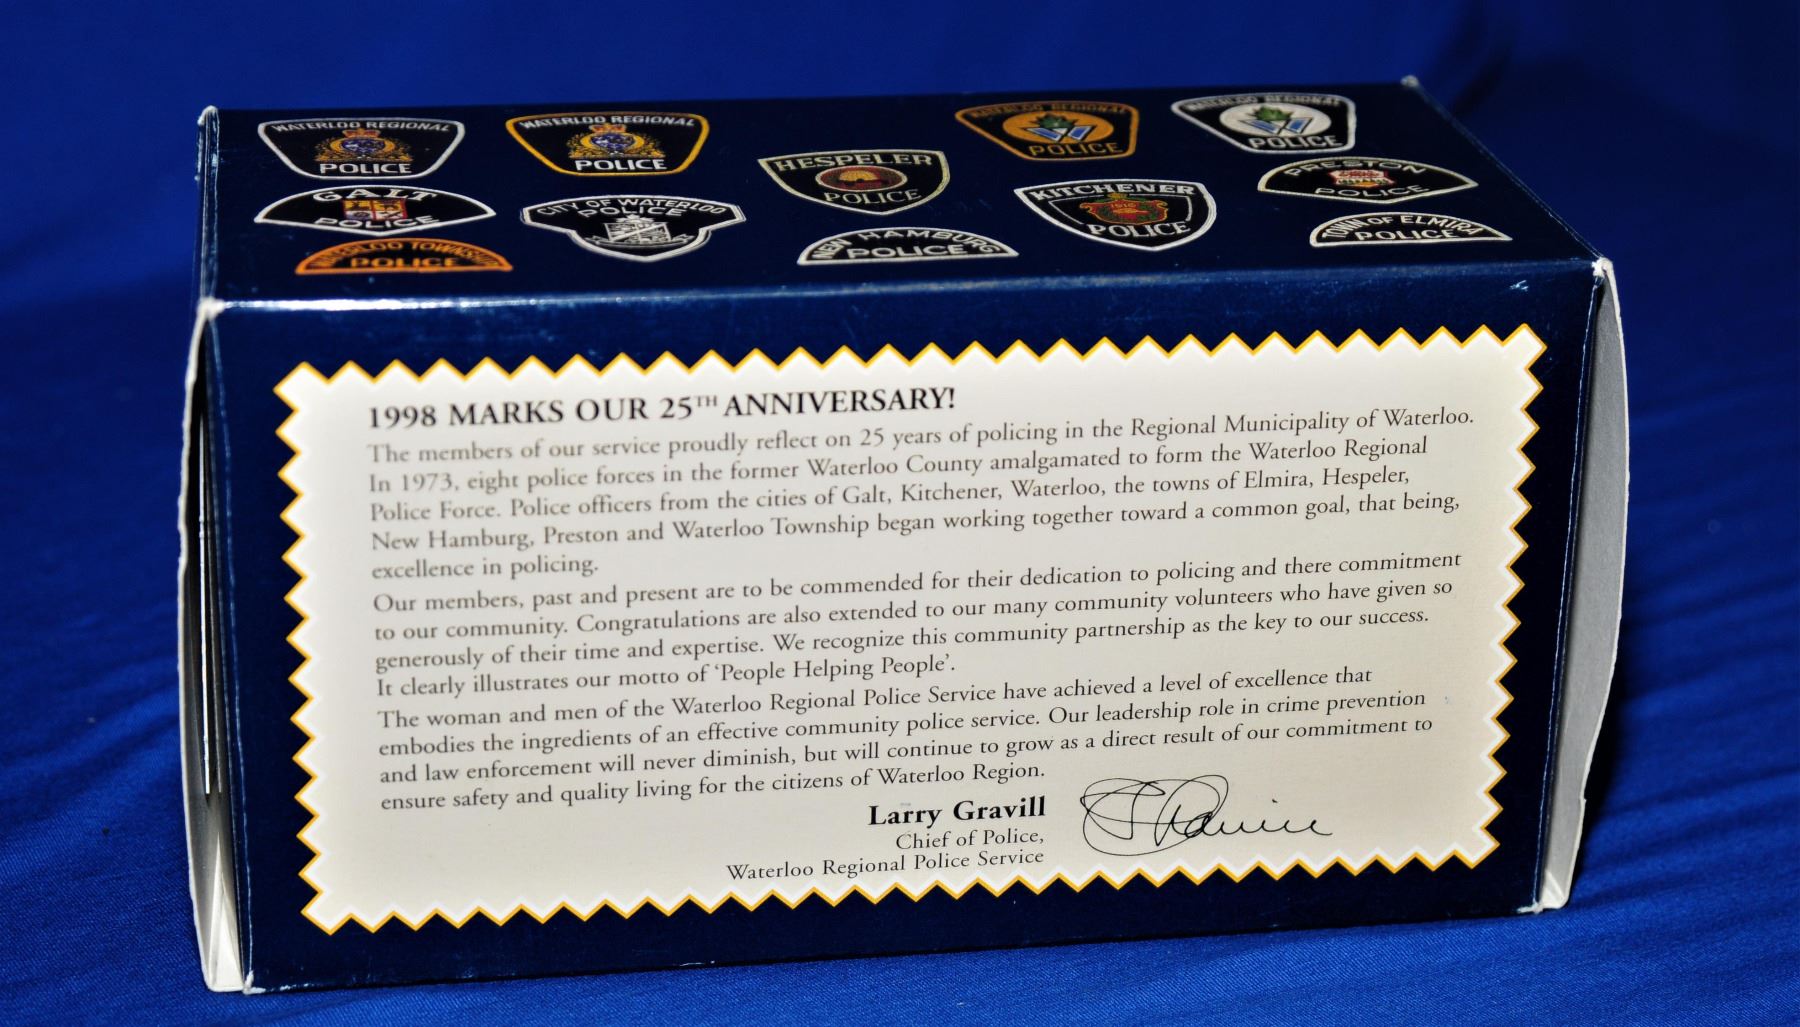 WATERLOO REGIONAL
POLICE
WATERLOO REGIONAL
POLICE
HESPELER
POLICE
WATERLOO REGIONAL
POLICE
WATERLOO REGIONAL
POLICE
GALT
POLICE
CITY OF WATERLOO
POLICE
KITCHENER
1916
POLICE
PRESTON
POLICE
WATERLOO TOWNSHIP
POLICE
NEW HAMBURG
POLICE
TOWN OF ELMIRA
POLICE
1998 MARKS OUR 25TH ANNIVERSARY!
The members of our service proudly reflect on 25 years of policing in the Regional Municipality of Waterloo.
In 1973, eight police forces in the former Waterloo County amalgamated to form the Waterloo Regional
Police Force. Police officers from the cities of Galt, Kitchener, Waterloo, the towns of Elmira, Hespeler,
New Hamburg, Preston and Waterloo Township began working together toward a common goal, that being,
excellence in policing.
Our members, past and present are to be commended for their dedication to policing and there commitment
to our community. Congratulations are also extended to our many community volunteers who have given so
generously of their time and expertise. We recognize this community partnership as the key to our success.
It clearly illustrates our motto of ‘People Helping People’.
The woman and men of the Waterloo Regional Police Service have achieved a level of excellence that
embodies the ingredients of an effective community police service. Our leadership role in crime prevention
and law enforcement will never diminish, but will continue to grow as a direct result of our commitment to
ensure safety and quality living for the citizens of Waterloo Region.
Larry Gravill
Chief of Police,
Waterloo Regional Police Service